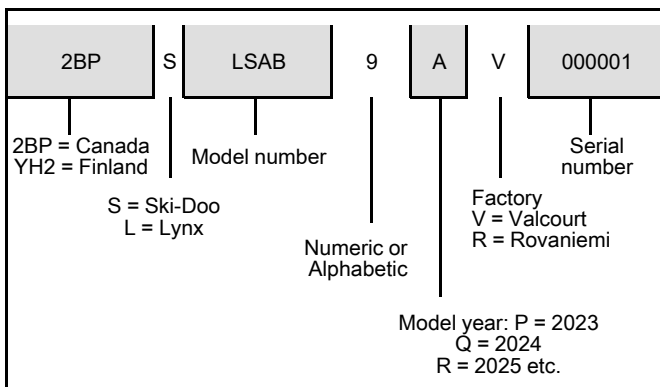 2BP S LSAB 9 A V 000001
2BP = Canada
YH2 = Finland
Model number
Serial
number
S = Ski-Doo
L = Lynx
Factory
V = Valcourt
R = Rovaniemi
Numeric or
Alphabetic
Model year: P = 2023
Q = 2024
R = 2025 etc.